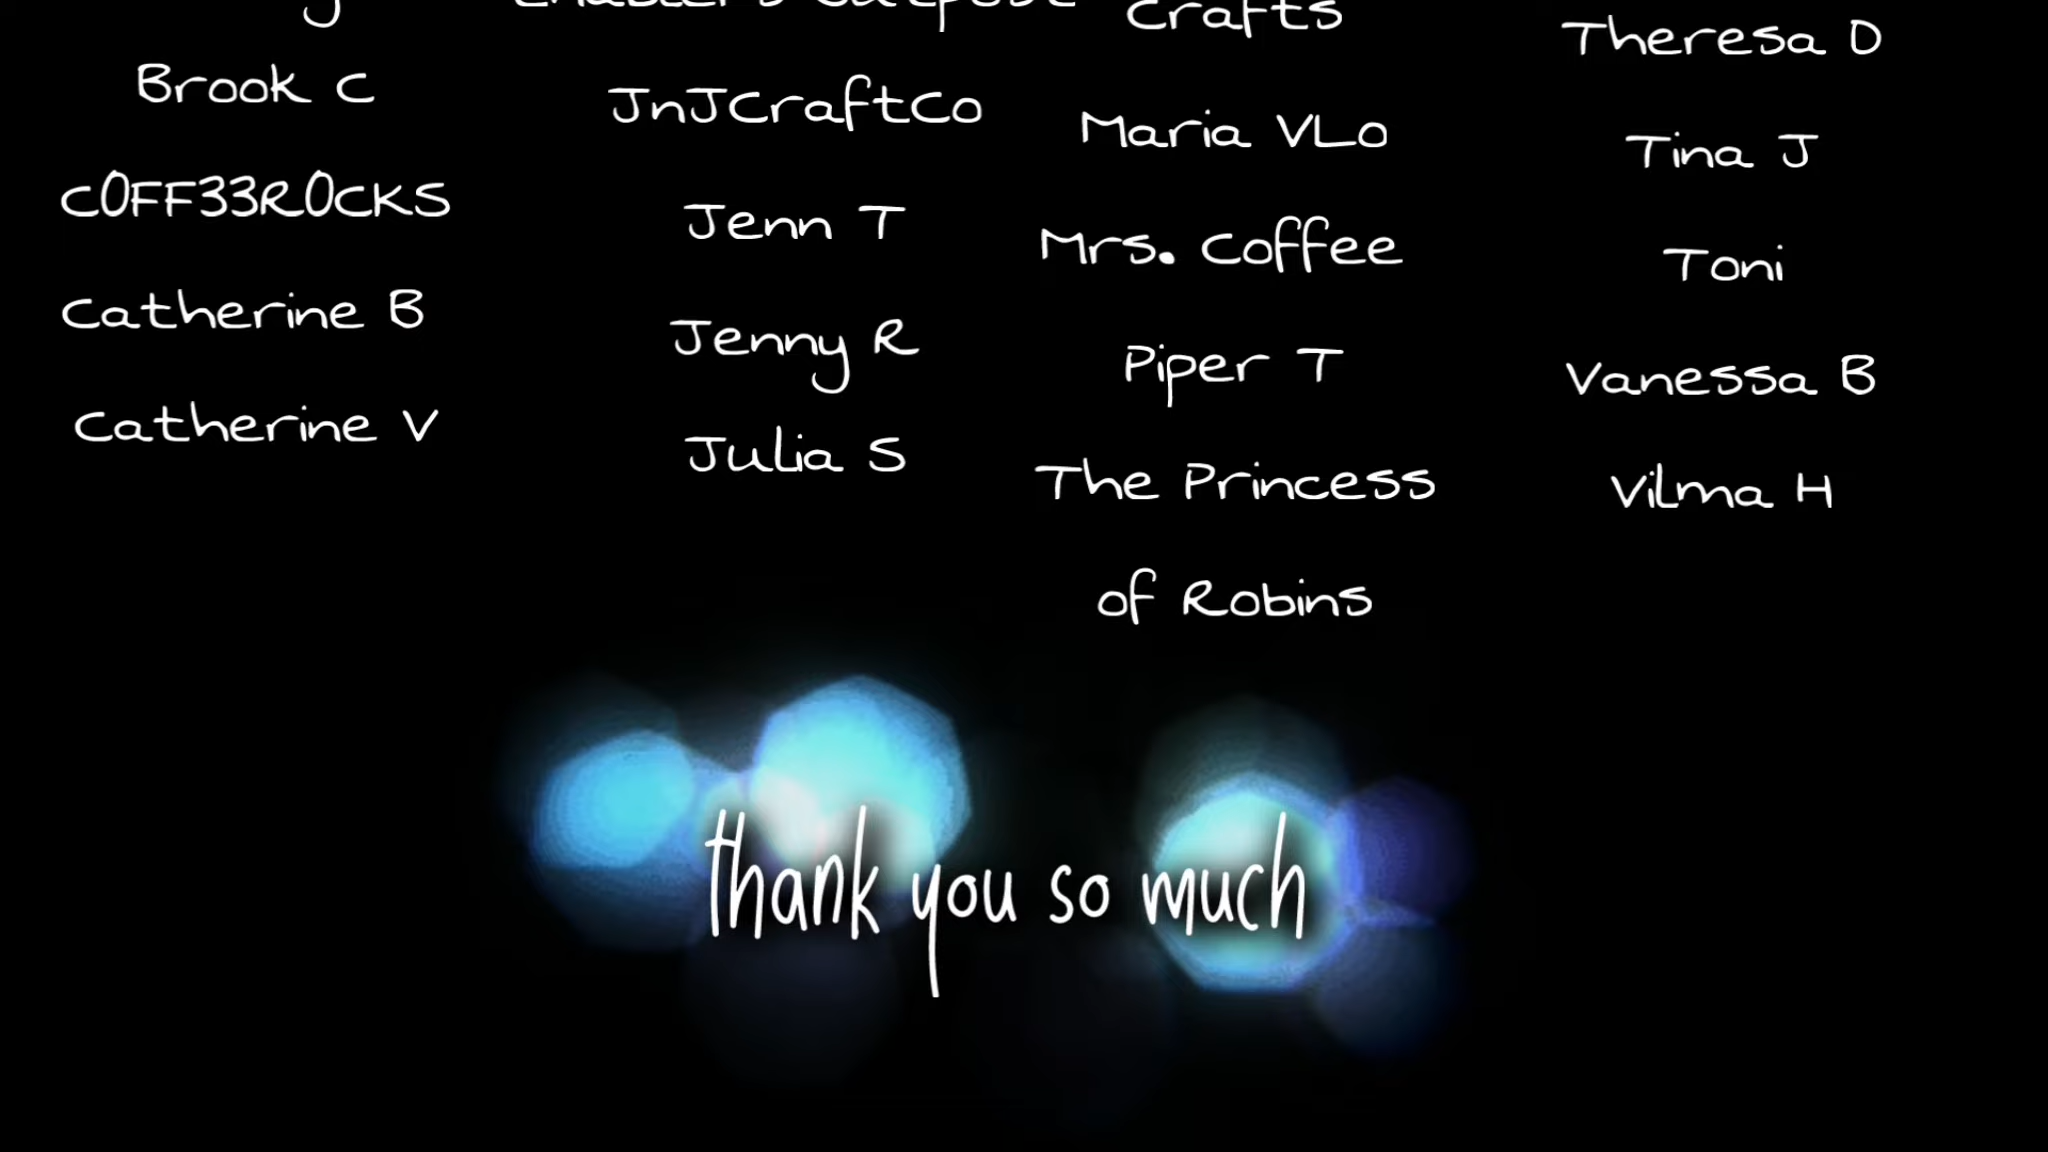 Crafts
Brook C
C0FF33R0CKS
Catherine B
Catherine V
JnJCraftCo
Jenn T
Jenny R
Julia S
Maria VLo
Mrs. Coffee
Piper T
The Princess
of Robins
Theresa D
Tina J
Toni
Vanessa B
Vilma H
thank you so much